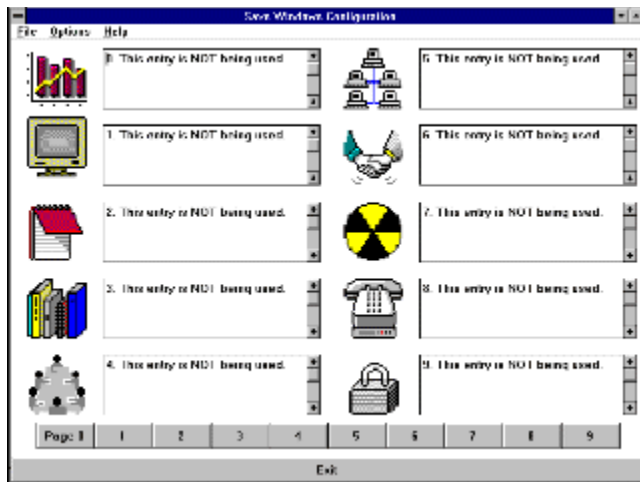 Save Windows Configuration
File Options Help
0. This entry is NOT being used
5. This entry is NOT being used
1. This entry is NOT being used
6. This entry is NOT being used
2. This entry is NOT being used.
7. This entry is NOT being used.
3. This entry is NOT being used.
8. This entry is NOT being used.
4. This entry is NOT being used.
9. This entry is NOT being used.
Page 0 1 2 3 4 5 6 7 8 9
Exit